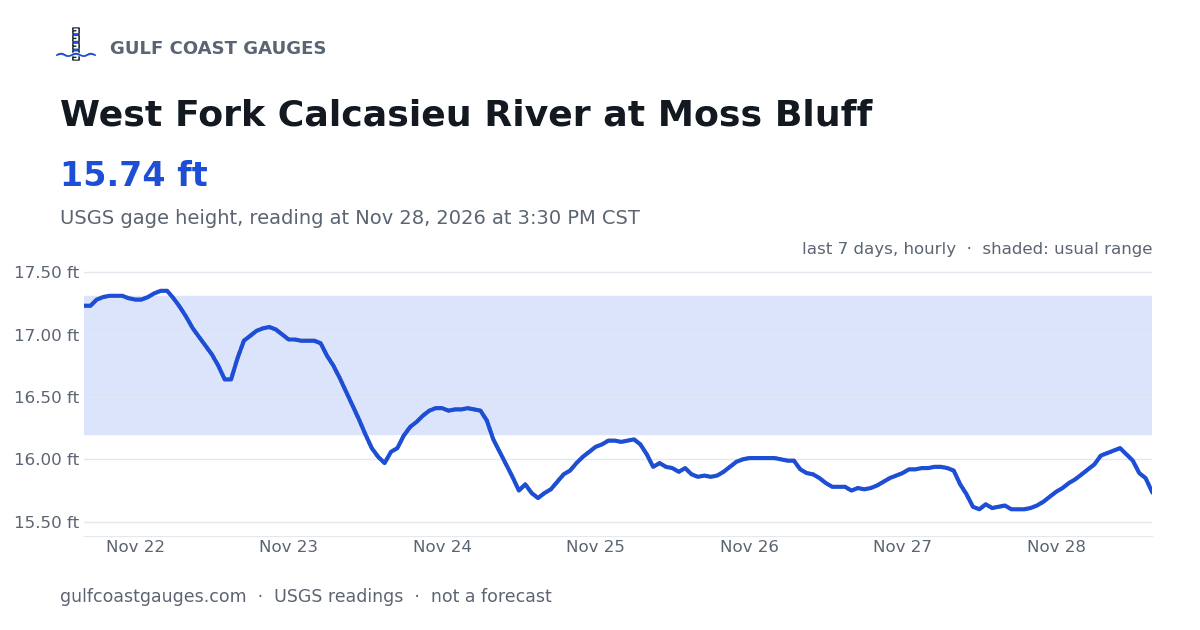 GULF COAST GAUGES
West Fork Calcasieu River at Moss Bluff
15.74 ft
USGS gage height, reading at Nov 28, 2026 at 3:30 PM CST
last 7 days, hourly · shaded: usual range
17.50 ft
17.00 ft
16.50 ft
16.00 ft
15.50 ft
Nov 22 Nov 23 Nov 24 Nov 25 Nov 26 Nov 27 Nov 28
gulfcoastgauges.com · USGS readings · not a forecast